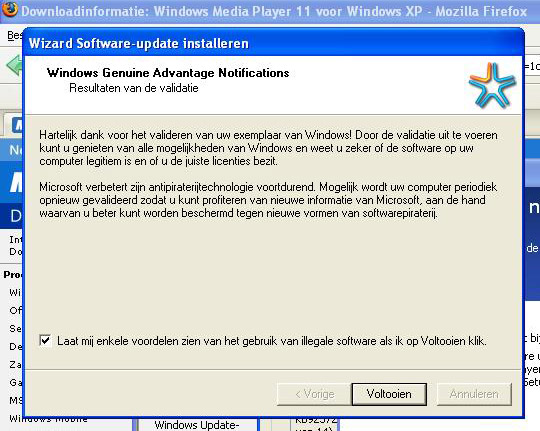 Downloadinformatie: Windows Media Player 11 voor Windows XP - Mozilla Firefox
Wizard Software-update installeren
Windows Genuine Advantage Notifications
Resultaten van de validatie
Hartelijk dank voor het valideren van uw exemplaar van Windows! Door de validatie uit te voeren
kunt u genieten van alle mogelijkheden van Windows en weet u zeker of de software op uw
computer legitiem is en of u de juiste licenties bezit.
Microsoft verbetert zijn antipiraterijtechnologie voortdurend. Mogelijk wordt uw computer periodiek
opnieuw gevalideerd zodat u kunt profiteren van nieuwe informatie van Microsoft, aan de hand
waarvan u beter kunt worden beschermd tegen nieuwe vormen van softwarepiraterij.
Laat mij enkele voordelen zien van het gebruik van illegale software als ik op Voltooien klik.
< Vorige
Voltooien
Annuleren
Windows Mobile
Windows Update-